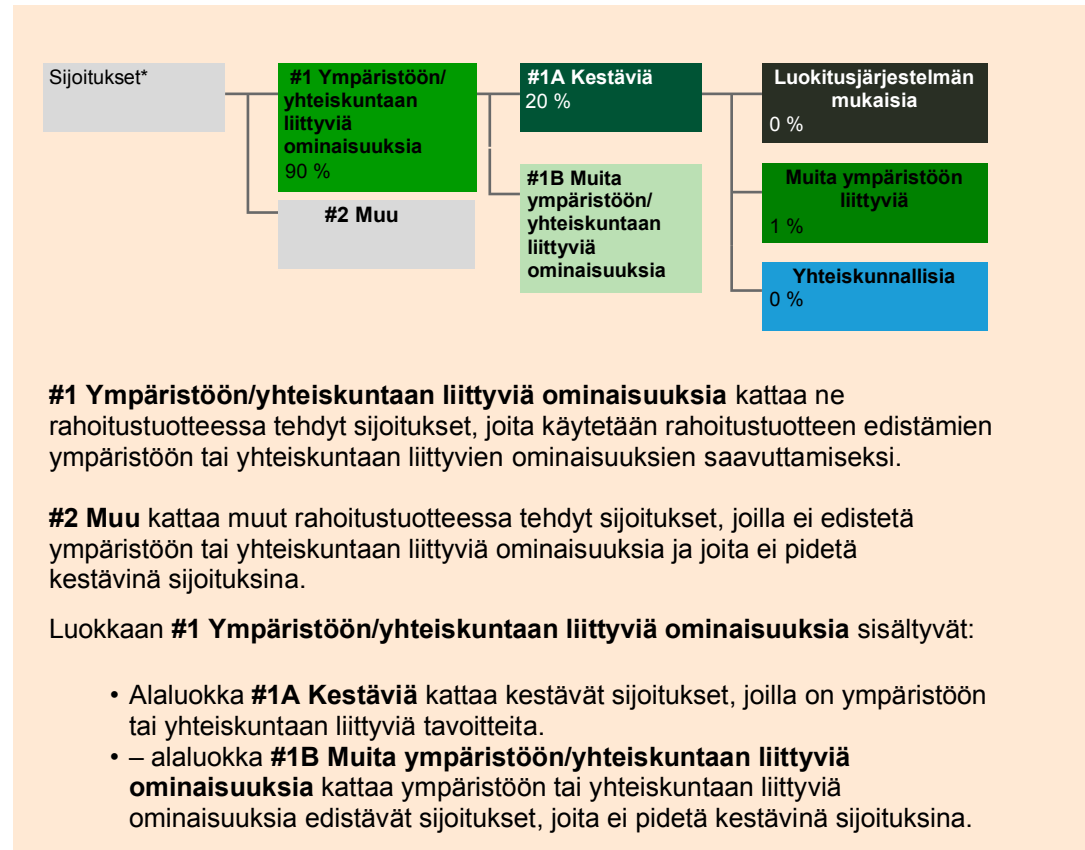 Sijoitukset*
#1 Ympäristöön/
yhteiskuntaan
liittyviä
ominaisuuksia
90 %
#2 Muu
#1A Kestäviä
20 %
#1B Muita
ympäristöön/
yhteiskuntaan
liittyviä
ominaisuuksia
Luokitusjärjestelmän
mukaisia
0 %
Muita ympäristöön
liittyviä
1 %
Yhteiskunnallisia
0 %
#1 Ympäristöön/yhteiskuntaan liittyviä ominaisuuksia kattaa ne
rahoitustuotteessa tehdyt sijoitukset, joita käytetään rahoitustuotteen edistämien
ympäristöön tai yhteiskuntaan liittyvien ominaisuuksien saavuttamiseksi.
#2 Muu kattaa muut rahoitustuotteessa tehdyt sijoitukset, joilla ei edistetä
ympäristöön tai yhteiskuntaan liittyviä ominaisuuksia ja joita ei pidetä
kestävinä sijoituksina.
Luokkaan #1 Ympäristöön/yhteiskuntaan liittyviä ominaisuuksia sisältyvät:
• Alaluokka #1A Kestäviä kattaa kestävät sijoitukset, joilla on ympäristöön
tai yhteiskuntaan liittyviä tavoitteita.
• – alaluokka #1B Muita ympäristöön/yhteiskuntaan liittyviä
ominaisuuksia kattaa ympäristöön tai yhteiskuntaan liittyviä
ominaisuuksia edistävät sijoitukset, joita ei pidetä kestävinä sijoituksina.